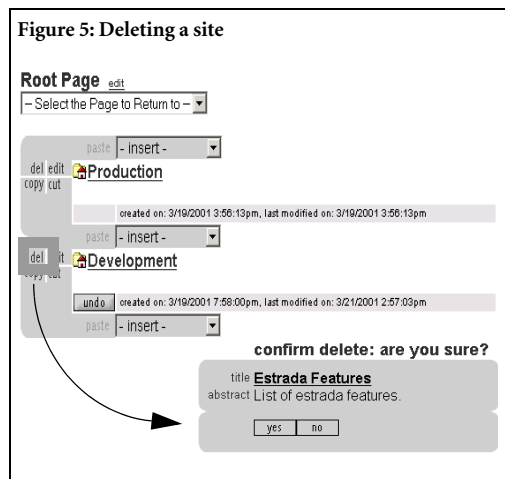 Figure 5: Deleting a site
Root Page edit
– Select the Page to Return to –
paste - insert -
del edit Production
copy cut
created on: 3/19/2001 3:56:13pm, last modified on: 3/19/2001 3:56:13pm
paste - insert -
del Development
undo created on: 3/19/2001 7:58:00pm, last modified on: 3/21/2001 2:57:03pm
paste - insert -
confirm delete: are you sure?
title Estrada Features
abstract List of estrada features.
yes no